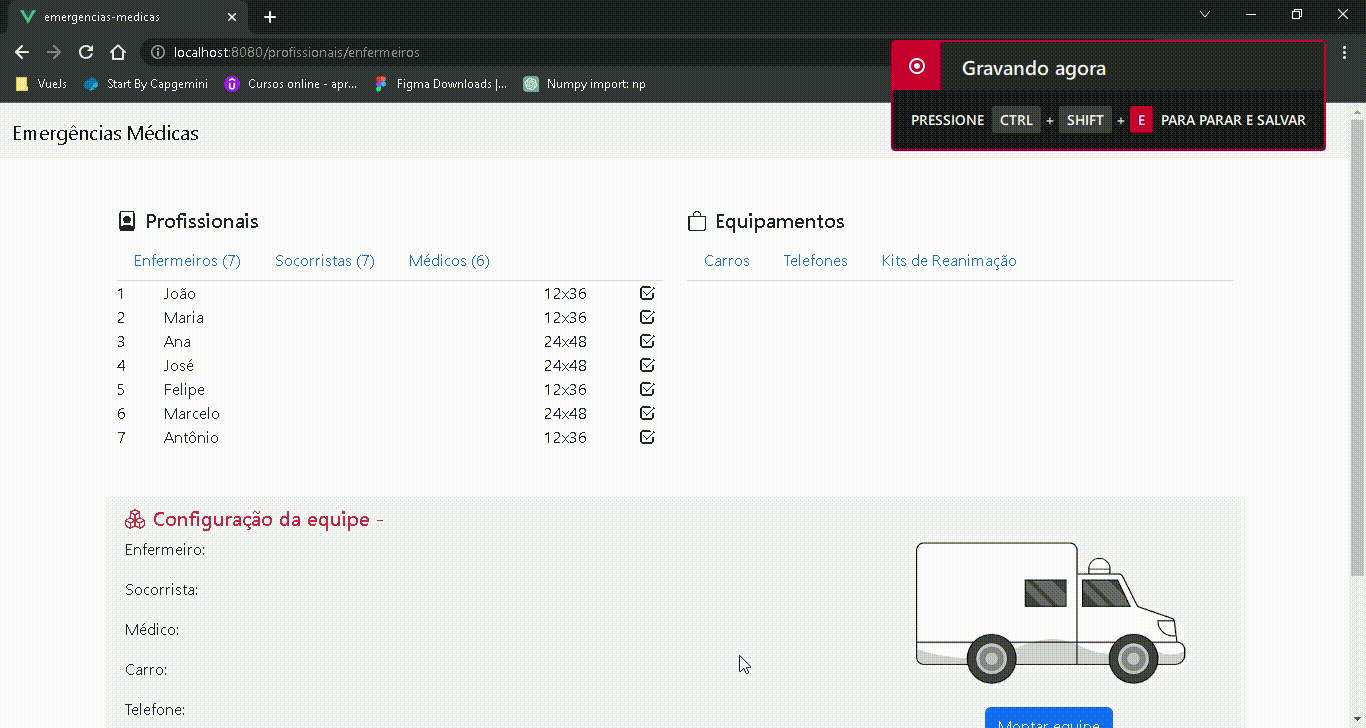 emergencias-medicas
localhost:8080/profissionais/enfermeiros
VueJs Start By Capgemini Cursos online - apr... Figma Downloads |... Numpy import: np
Gravando agora
PRESSIONE CTRL + SHIFT + E PARA PARAR E SALVAR
Emergências Médicas
Profissionais
Enfermeiros (7) Socorristas (7) Médicos (6)
1 João 12x36
2 Maria 12x36
3 Ana 24x48
4 José 24x48
5 Felipe 12x36
6 Marcelo 24x48
7 Antônio 12x36
Equipamentos
Carros Telefones Kits de Reanimação
Configuração da equipe -
Enfermeiro:
Socorrista:
Médico:
Carro:
Telefone:
Montar equipe